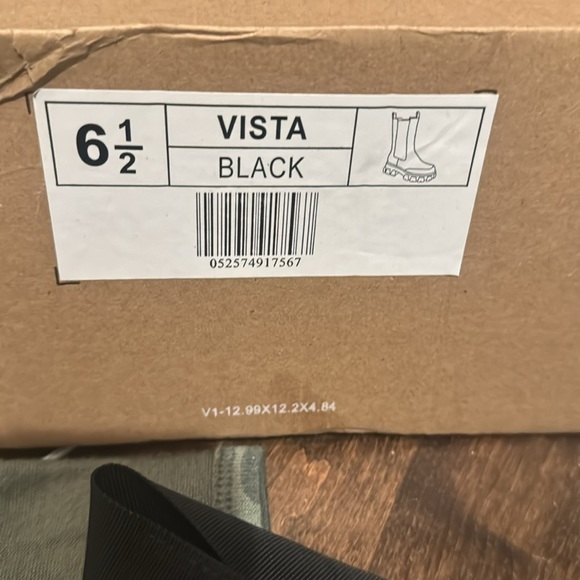 6 1/2
VISTA
BLACK
052574917567
V1-12.99X12.2X4.84